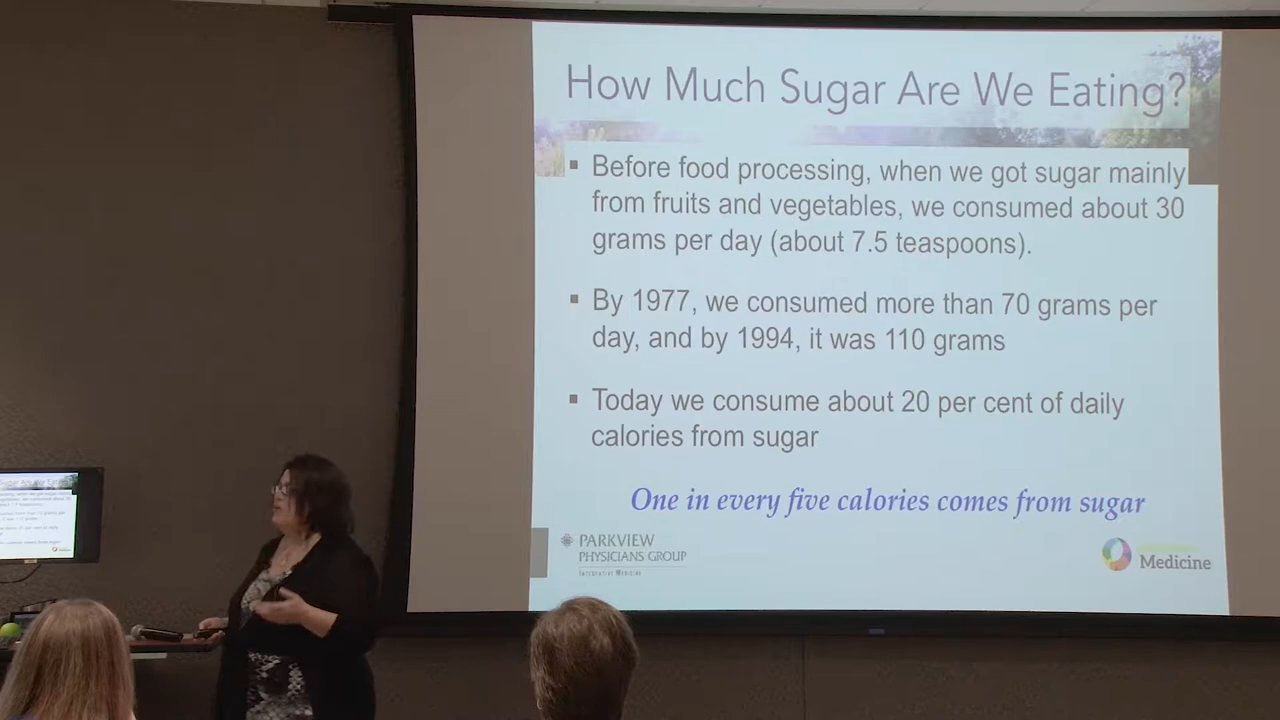 How Much Sugar Are We Eating?
▪ Before food processing, when we got sugar mainly
from fruits and vegetables, we consumed about 30
grams per day (about 7.5 teaspoons).
▪ By 1977, we consumed more than 70 grams per
day, and by 1994, it was 110 grams
▪ Today we consume about 20 per cent of daily
calories from sugar
One in every five calories comes from sugar
PARKVIEW
PHYSICIANS GROUP
Integrative Medicine
Medicine